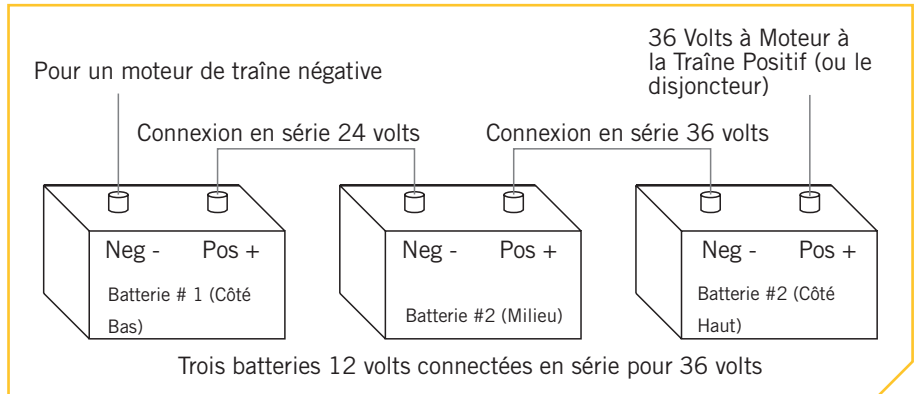 36 Volts à Moteur à
la Traîne Positif (ou le
disjoncteur)
Pour un moteur de traîne négative
Connexion en série 24 volts
Connexion en série 36 volts
Neg -
Pos +
Batterie # 1 (Côté
Bas)
Neg -
Pos +
Batterie #2 (Milieu)
Neg -
Pos +
Batterie #2 (Côté
Haut)
Trois batteries 12 volts connectées en série pour 36 volts